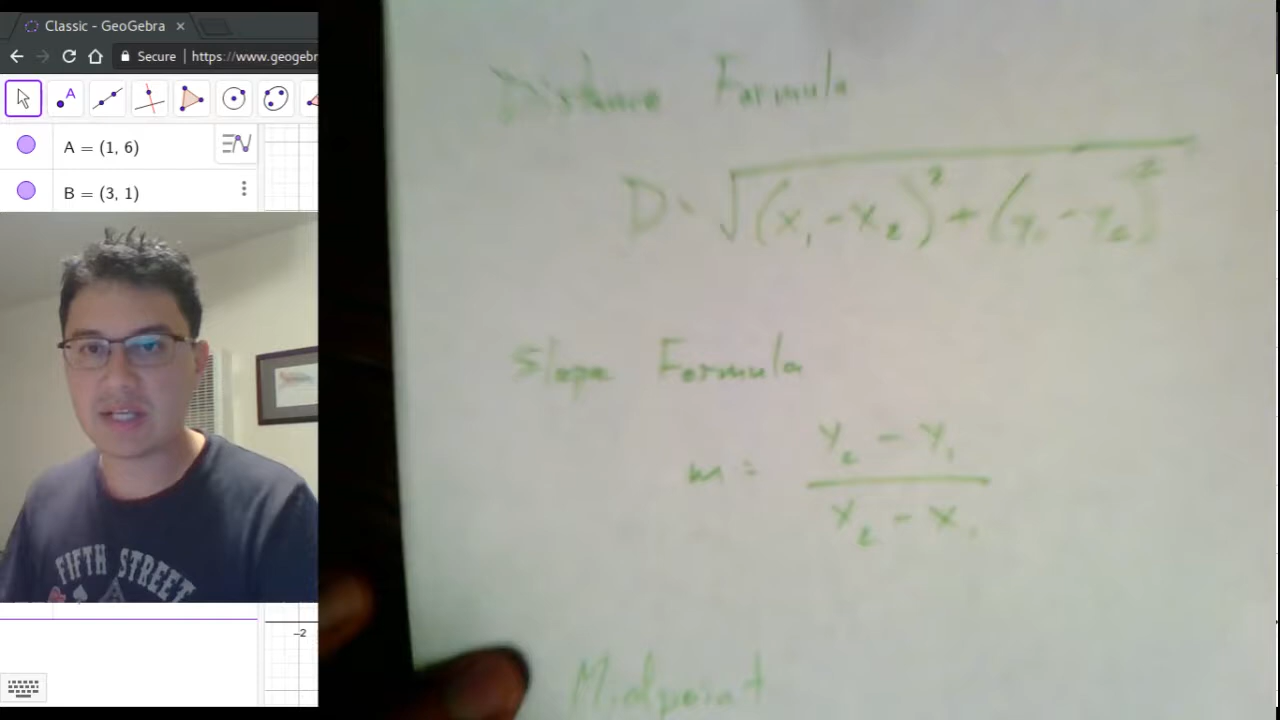 Classic - GeoGebra ×
Secure | https://www.geogebr
A
A = (1, 6)
B = (3, 1)
FIFTH STREET
A
−2
Distance Formula
D = √(x₁ - x₂)² + (y₁ - y₂)²
Slope Formula
m = y₂ - y₁
x₂ - x₁
Midpoint